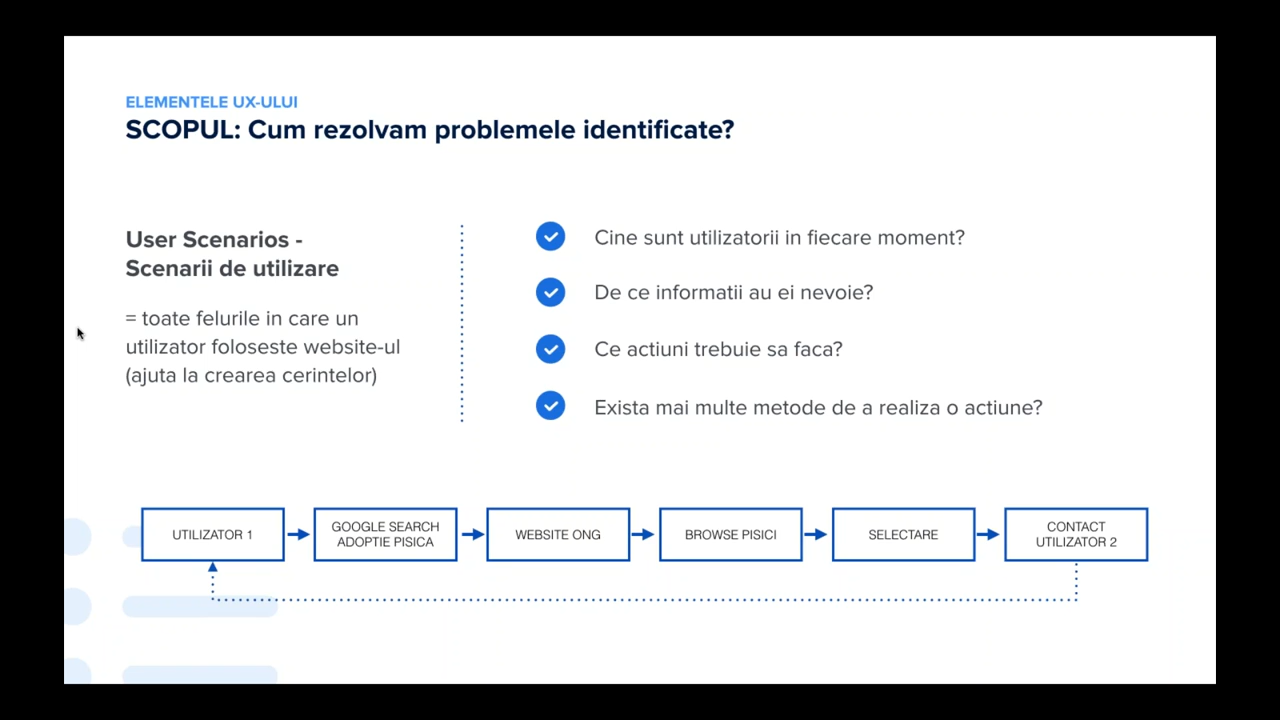 ELEMENTELE UX-ULUI
SCOPUL: Cum rezolvam problemele identificate?
User Scenarios -
Scenarii de utilizare
= toate felurile in care un
utilizator foloseste website-ul
(ajuta la crearea cerintelor)
Cine sunt utilizatorii in fiecare moment?
De ce informatii au ei nevoie?
Ce actiuni trebuie sa faca?
Exista mai multe metode de a realiza o actiune?
UTILIZATOR 1
GOOGLE SEARCH
ADOPTIE PISICA
WEBSITE ONG
BROWSE PISICI
SELECTARE
CONTACT
UTILIZATOR 2